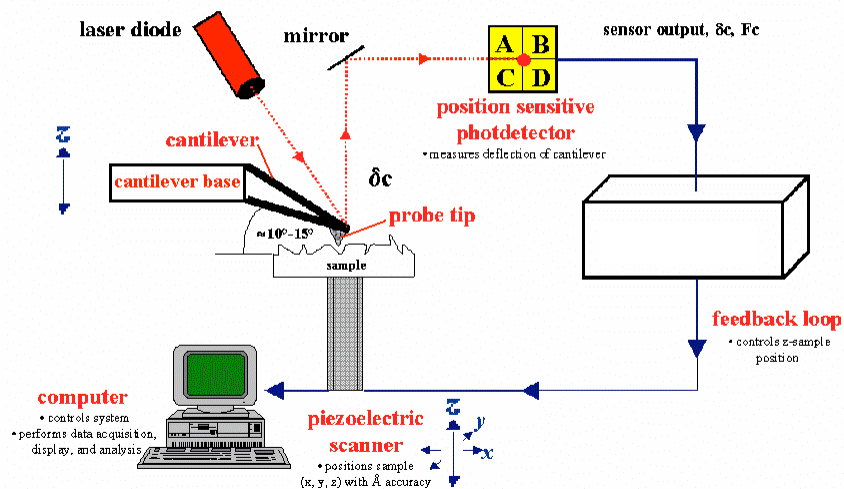 laser diode
mirror
A B
C D
sensor output, δc, Fc
position sensitive
photdetector
• measures deflection of cantilever
z
cantilever
cantilever base
δc
probe tip
≈10°-15°
sample
feedback loop
• controls z-sample
position
computer
• controls system
• performs data acquisition,
display, and analysis
piezoelectric
scanner
• positions sample
(x, y, z) with Å accuracy
z
y
x